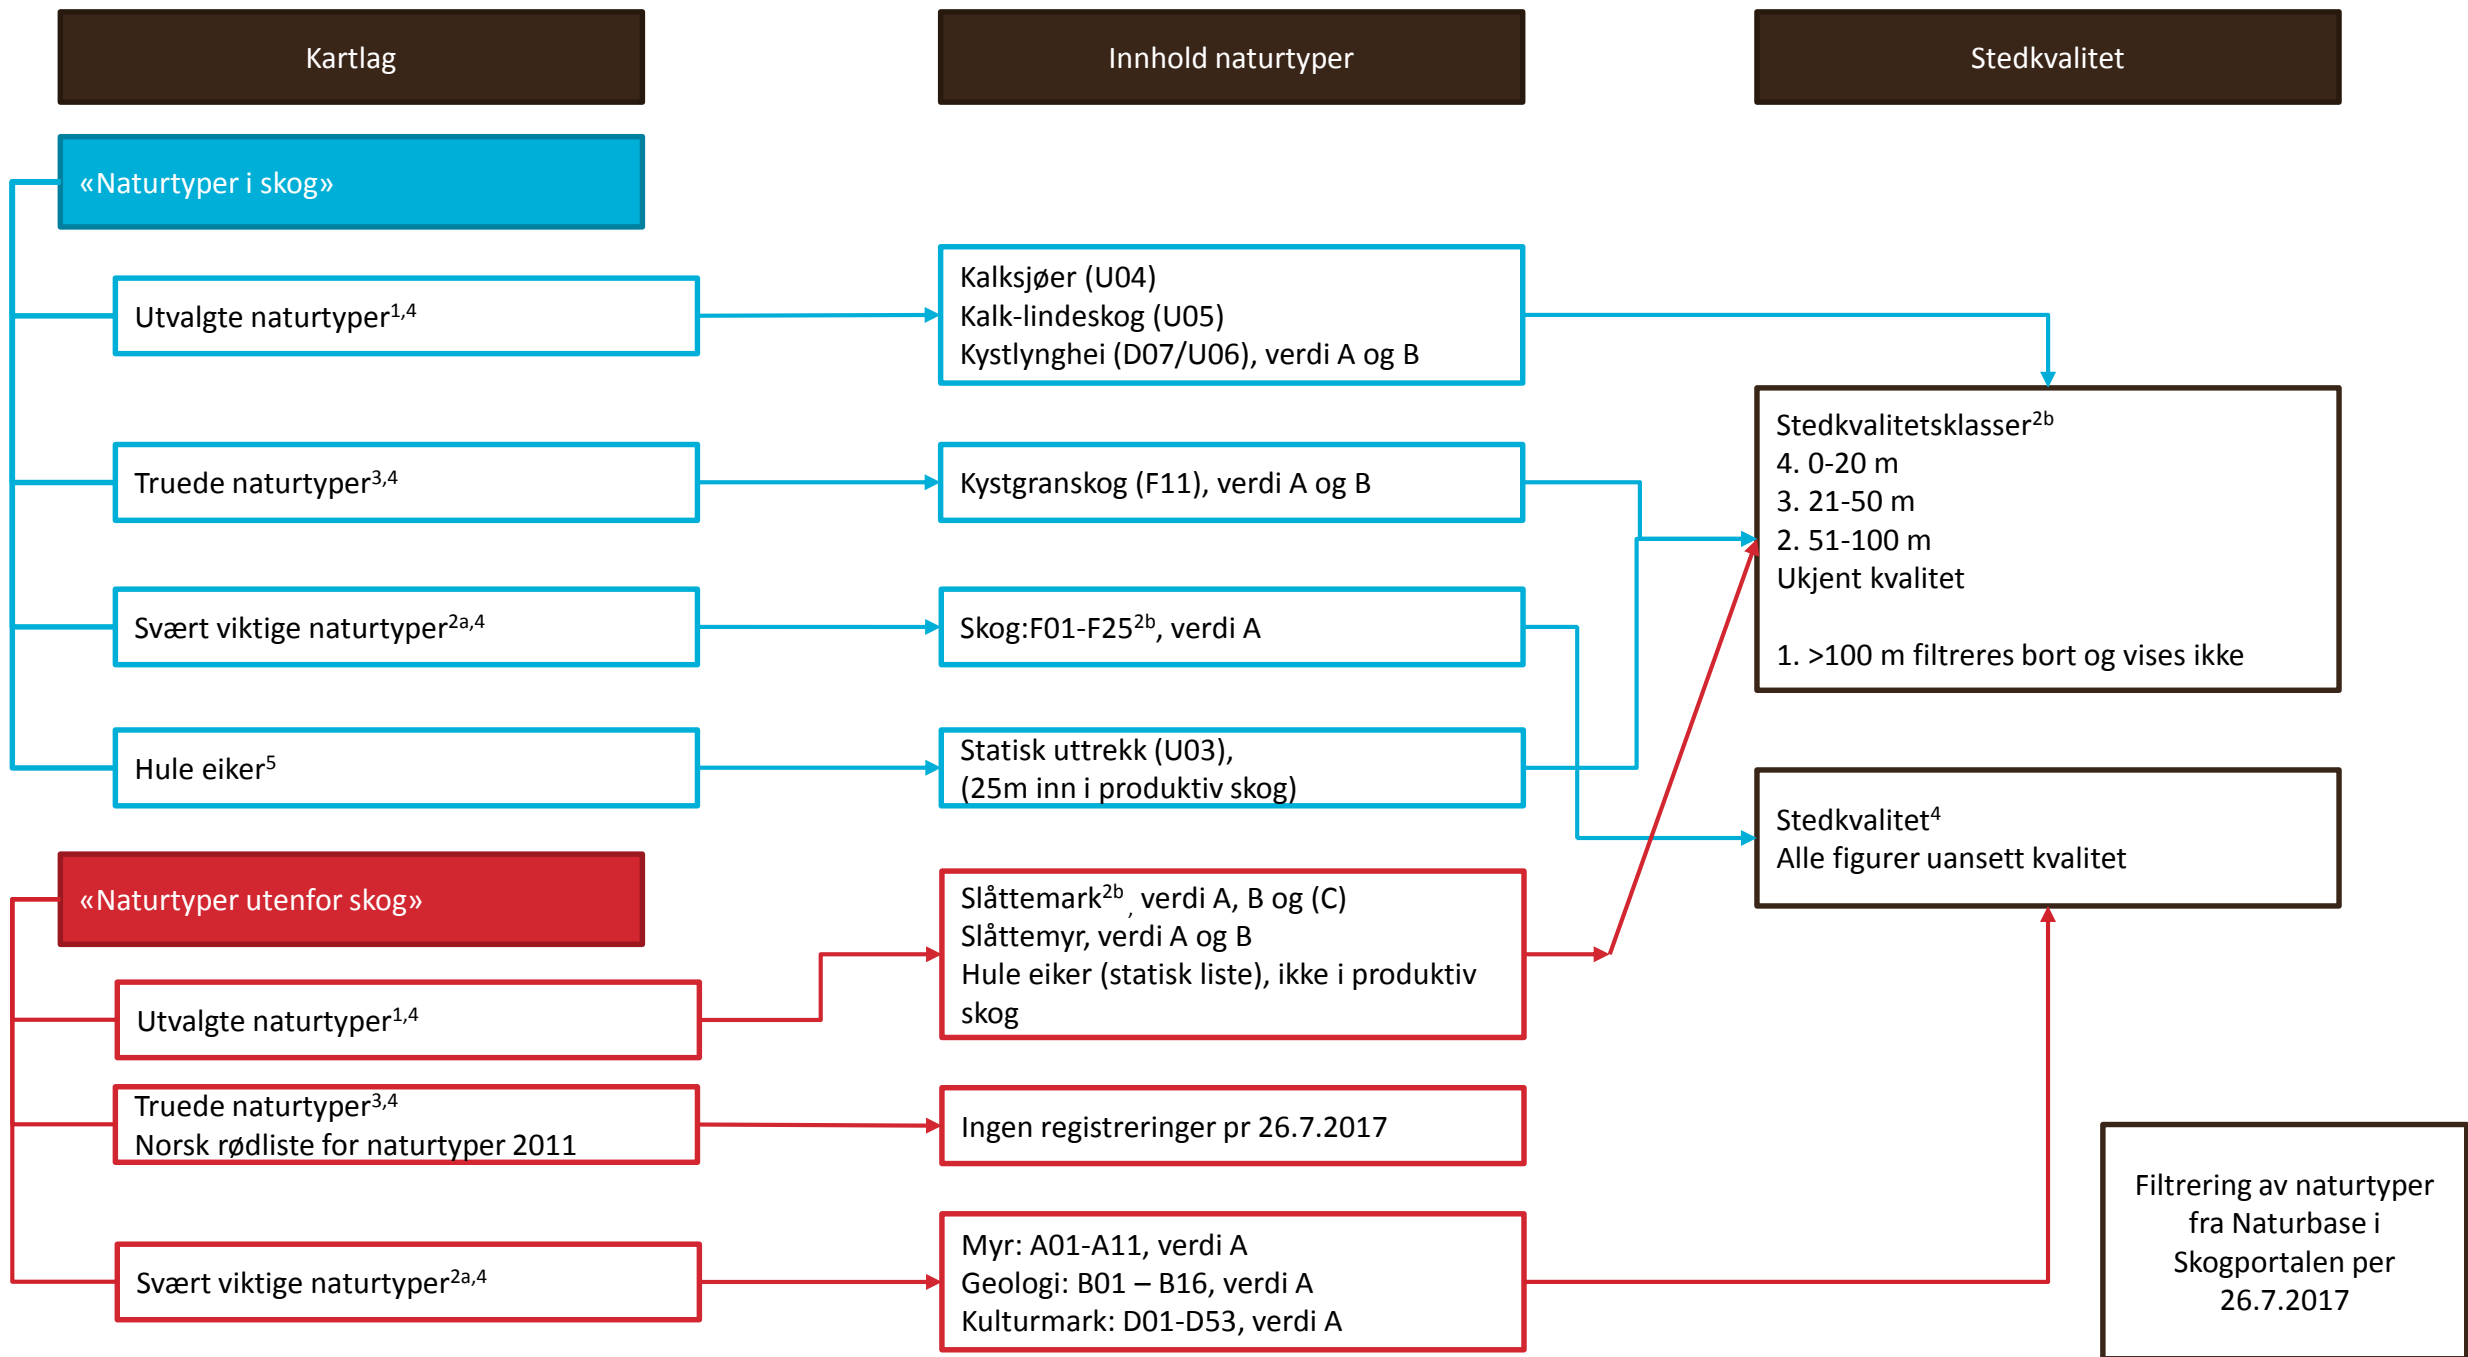 Kartlag
Innhold naturtyper
Stedkvalitet
«Naturtyper i skog»
Utvalgte naturtyper1,4
Kalksjøer (U04)
Kalk-lindeskog (U05)
Kystlynghei (D07/U06), verdi A og B
Truede naturtyper3,4
Kystgranskog (F11), verdi A og B
Svært viktige naturtyper2a,4
Skog:F01-F252b, verdi A
Hule eiker5
Statisk uttrekk (U03),
(25m inn i produktiv skog)
Stedkvalitetsklasser2b
4. 0-20 m
3. 21-50 m
2. 51-100 m
Ukjent kvalitet
1. >100 m filtreres bort og vises ikke
Stedkvalitet4
Alle figurer uansett kvalitet
«Naturtyper utenfor skog»
Utvalgte naturtyper1,4
Slåttemark2b, verdi A, B og (C)
Slåttemyr, verdi A og B
Hule eiker (statisk liste), ikke i produktiv
skog
Truede naturtyper3,4
Norsk rødliste for naturtyper 2011
Ingen registreringer pr 26.7.2017
Svært viktige naturtyper2a,4
Myr: A01-A11, verdi A
Geologi: B01 – B16, verdi A
Kulturmark: D01-D53, verdi A
Filtrering av naturtyper
fra Naturbase i
Skogportalen per
26.7.2017